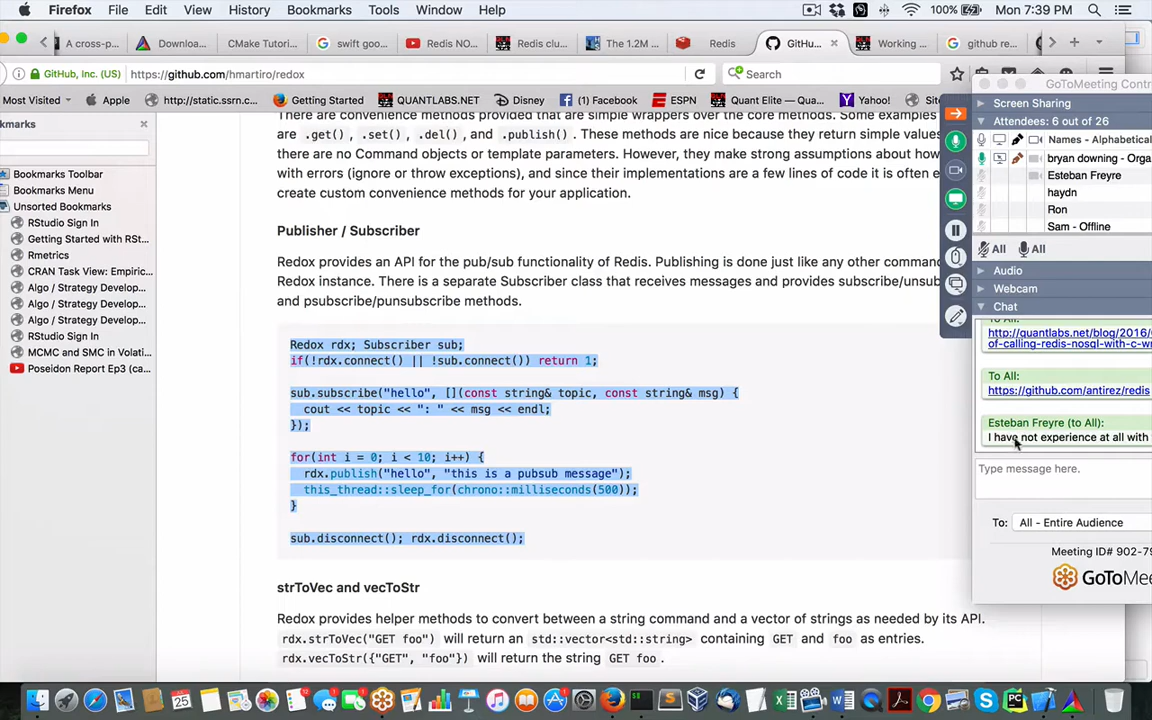 Firefox File Edit View History Bookmarks Tools Window Help 100% Mon 7:39 PM
A cross-p... Downloa... CMake Tutori... swift goo... Redis NO... Redis clu... The 1.2M ... Redis GitHu... Working ... github re...
GitHub, Inc. (US) https://github.com/hmartiro/redox Search
Most Visited Apple http://static.ssrn.c... Getting Started QUANTLABS.NET Disney (1) Facebook ESPN Quant Elite — Qua... Yahoo! Site
kmarks
Bookmarks Toolbar
Bookmarks Menu
Unsorted Bookmarks
RStudio Sign In
Getting Started with RSt...
Rmetrics
CRAN Task View: Empiric...
Algo / Strategy Develop...
Algo / Strategy Develop...
Algo / Strategy Develop...
RStudio Sign In
MCMC and SMC in Volati...
Poseidon Report Ep3 (ca...
There are convenience methods provided that are simple wrappers over the core methods. Some examples
are .get(), .set(), .del(), and .publish(). These methods are nice because they return simple values
there are no Command objects or template parameters. However, they make strong assumptions about how
with errors (ignore or throw exceptions), and since their implementations are a few lines of code it is often e
create custom convenience methods for your application.
Publisher / Subscriber
Redox provides an API for the pub/sub functionality of Redis. Publishing is done just like any other comman
Redox instance. There is a separate Subscriber class that receives messages and provides subscribe/unsub
and psubscribe/punsubscribe methods.
Redox rdx; Subscriber sub;
if(!rdx.connect() || !sub.connect()) return 1;
sub.subscribe("hello", [](const string& topic, const string& msg) {
cout << topic << ": " << msg << endl;
});
for(int i = 0; i < 10; i++) {
rdx.publish("hello", "this is a pubsub message");
this_thread::sleep_for(chrono::milliseconds(500));
}
sub.disconnect(); rdx.disconnect();
strToVec and vecToStr
Redox provides helper methods to convert between a string command and a vector of strings as needed by its API.
rdx.strToVec("GET foo") will return an std::vector<std::string> containing GET and foo as entries.
rdx.vecToStr({"GET", "foo"}) will return the string GET foo.
GoToMeeting Contr
Screen Sharing
Attendees: 6 out of 26
Names - Alphabetical
bryan downing - Orga
Esteban Freyre
haydn
Ron
Sam - Offline
All All
Audio
Webcam
Chat
To All:
http://quantlabs.net/blog/2016/
of-calling-redis-nosql-with-c-wr
To All:
https://github.com/antirez/redis
Esteban Freyre (to All):
I have not experience at all with
Type message here.
To: All - Entire Audience
Meeting ID# 902-79
GoToMee